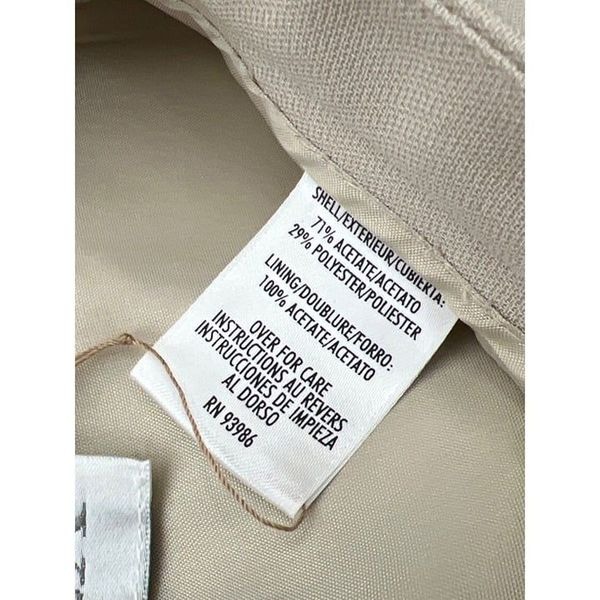 SHELL/EXTERIEUR/CUBIERTA:
71% ACETATE/ACETATO
29% POLYESTER/POLIESTER
LINING/DOUBLURE/FORRO:
100% ACETATE/ACETATO
OVER FOR CARE
INSTRUCTIONS AU REVERS
INSTRUCCIONES DE IMPIEZA
AL DORSO
RN 93986